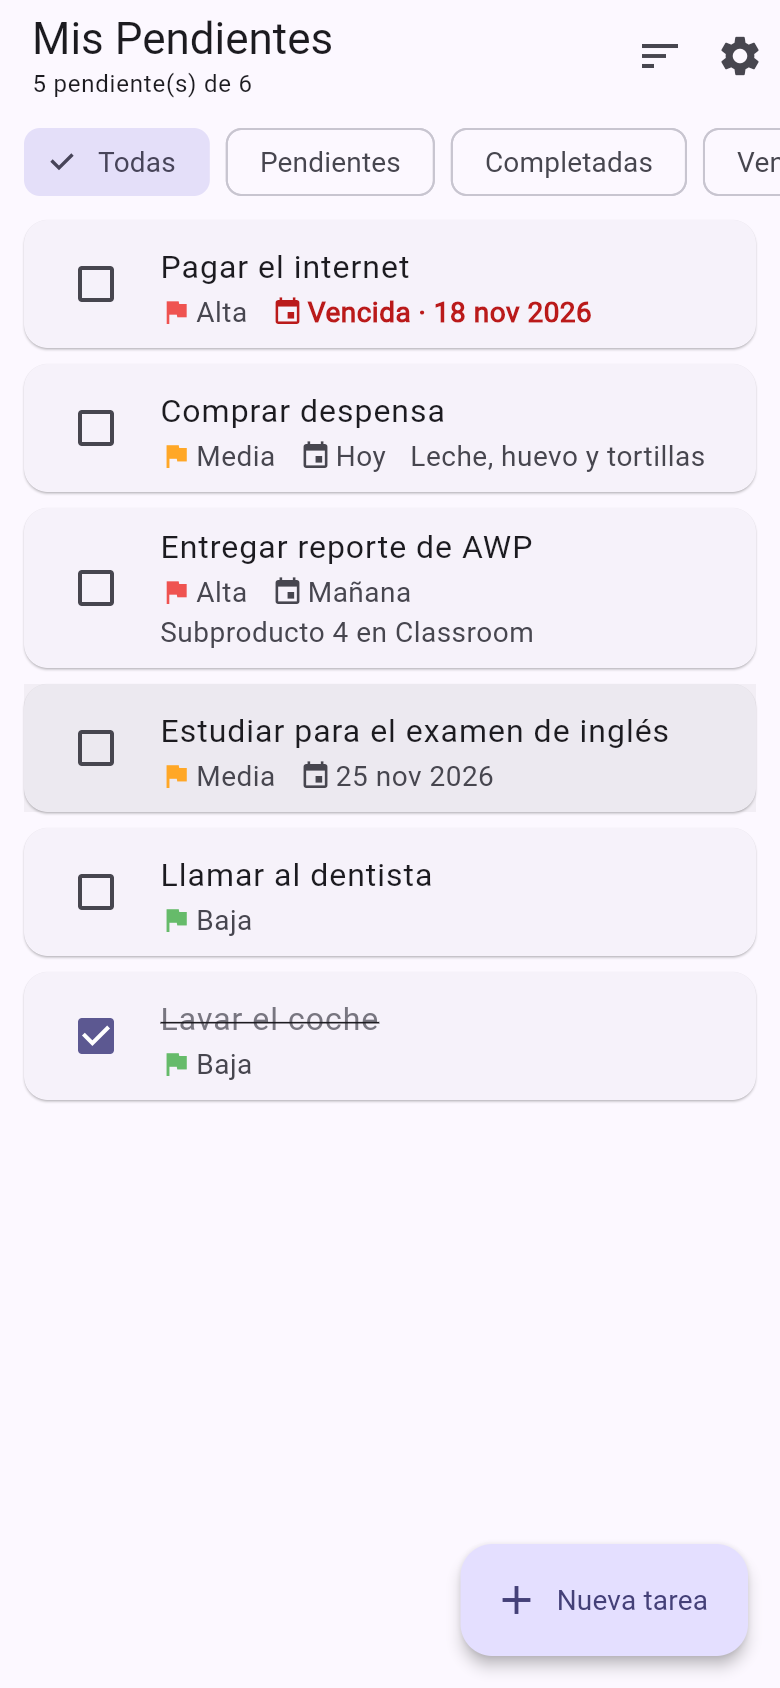 Mis Pendientes
5 pendiente(s) de 6
Todas
Pendientes
Completadas
Ven
Pagar el internet
Alta Vencida · 18 nov 2026
Comprar despensa
Media Hoy Leche, huevo y tortillas
Entregar reporte de AWP
Alta Mañana
Subproducto 4 en Classroom
Estudiar para el examen de inglés
Media 25 nov 2026
Llamar al dentista
Baja
Lavar el coche
Baja
Nueva tarea